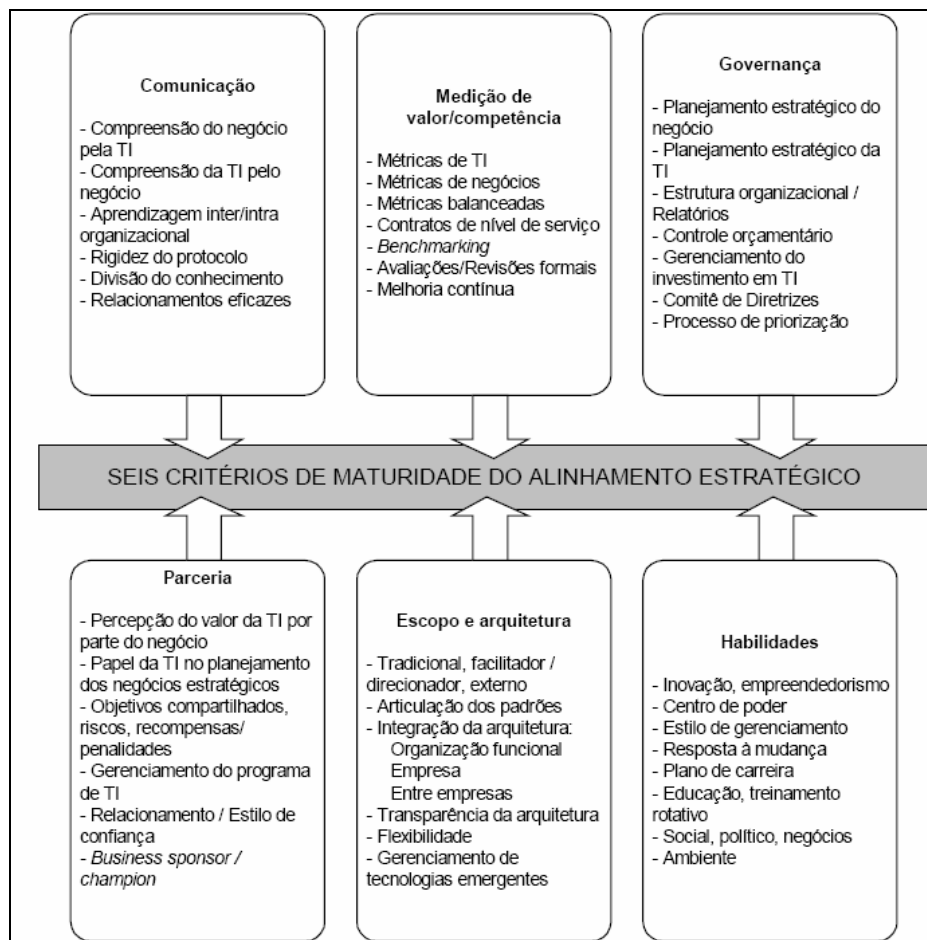 Comunicação
- Compreensão do negócio
pela TI
- Compreensão da TI pelo
negócio
- Aprendizagem inter/intra
organizacional
- Rigidez do protocolo
- Divisão do conhecimento
- Relacionamentos eficazes
Medição de
valor/competência
- Métricas de TI
- Métricas de negócios
- Métricas balanceadas
- Contratos de nível de serviço
- Benchmarking
- Avaliações/Revisões formais
- Melhoria contínua
Governança
- Planejamento estratégico do
negócio
- Planejamento estratégico da
TI
- Estrutura organizacional /
Relatórios
- Controle orçamentário
- Gerenciamento do
investimento em TI
- Comitê de Diretrizes
- Processo de priorização
SEIS CRITÉRIOS DE MATURIDADE DO ALINHAMENTO ESTRATÉGICO
Parceria
- Percepção do valor da TI por
parte do negócio
- Papel da TI no planejamento
dos negócios estratégicos
- Objetivos compartilhados,
riscos, recompensas/
penalidades
- Gerenciamento do programa
de TI
- Relacionamento / Estilo de
confiança
- Business sponsor /
champion
Escopo e arquitetura
- Tradicional, facilitador /
direcionador, externo
- Articulação dos padrões
- Integração da arquitetura:
Organização funcional
Empresa
Entre empresas
- Transparência da arquitetura
- Flexibilidade
- Gerenciamento de
tecnologias emergentes
Habilidades
- Inovação, empreendedorismo
- Centro de poder
- Estilo de gerenciamento
- Resposta à mudança
- Plano de carreira
- Educação, treinamento
rotativo
- Social, político, negócios
- Ambiente